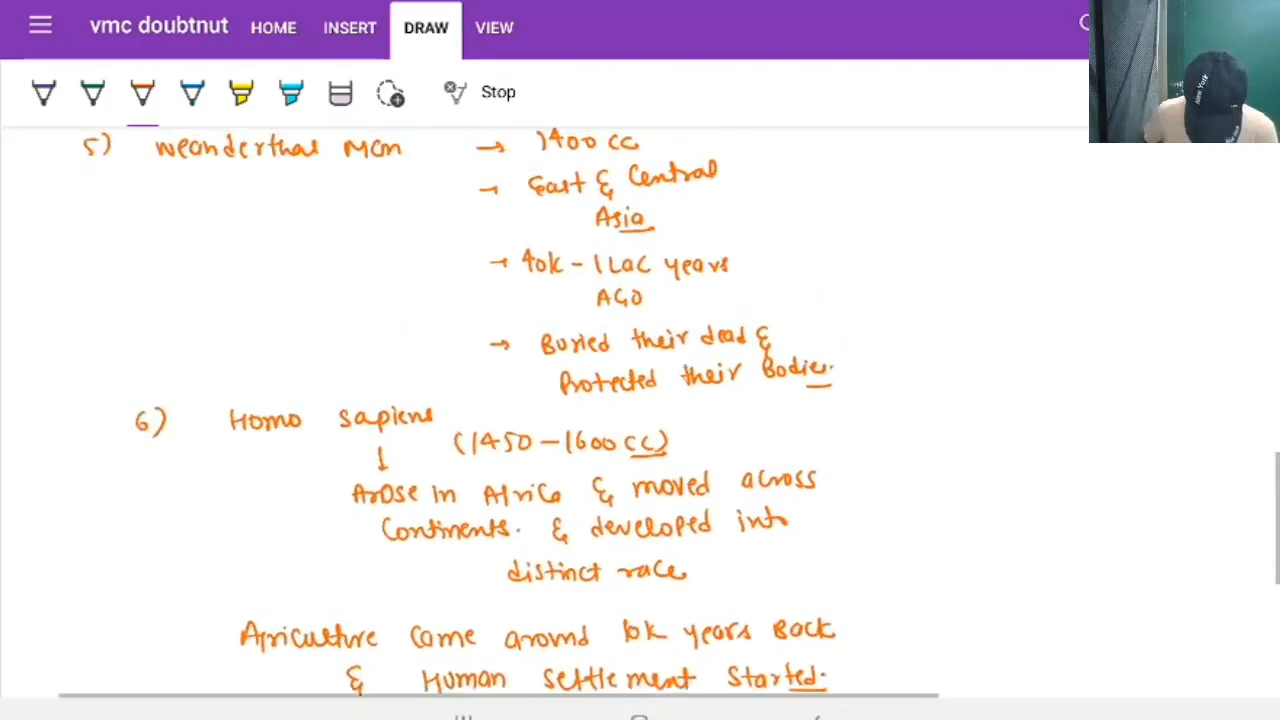 vmc doubtnut HOME INSERT DRAW VIEW
Stop
5) Neanderthal Man → 1400 cc
→ East & Central
Asia
→ 40k - 1 Lac years
AGO
→ Buried their dead &
Protected their Bodies.
6) Homo Sapiens
(1450 - 1600 cc)
↓
Arose in Africa & moved across
Continents. & developed into
distinct race
Agriculture came around 10k years Back
& Human Settlement Started.